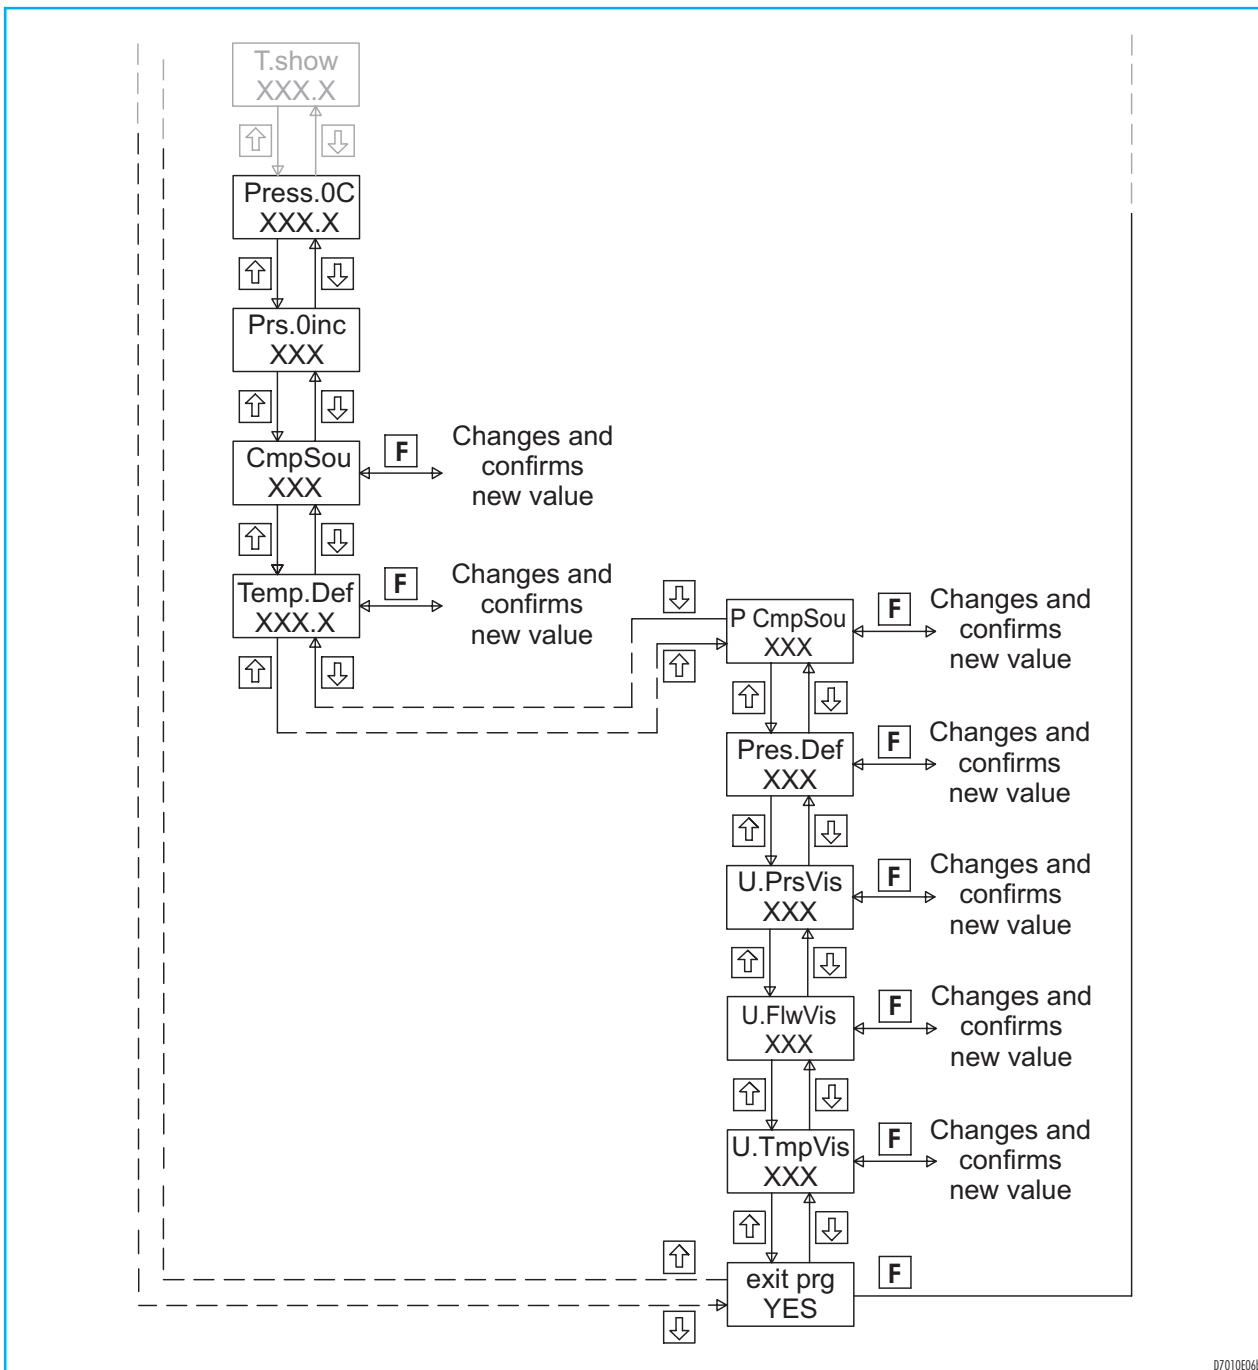 T.show
XXX.X
Press.0C
XXX.X
Prs.0inc
XXX
CmpSou
XXX
F
Changes and
confirms
new value
Temp.Def
XXX.X
F
Changes and
confirms
new value
P CmpSou
XXX
F
Changes and
confirms
new value
Pres.Def
XXX
F
Changes and
confirms
new value
U.PrsVis
XXX
F
Changes and
confirms
new value
U.FlwVis
XXX
F
Changes and
confirms
new value
U.TmpVis
XXX
F
Changes and
confirms
new value
exit prg
YES
F